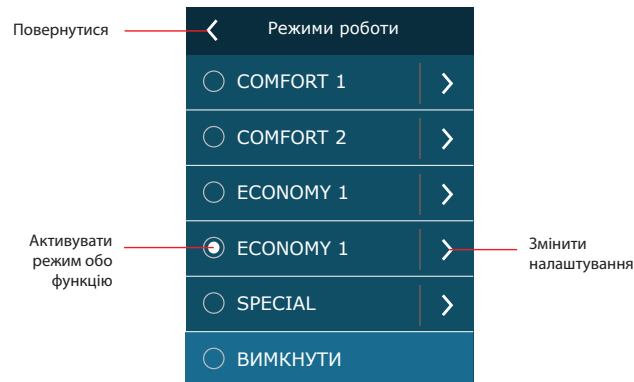 Повернутися
Режими роботи
COMFORT 1
COMFORT 2
ECONOMY 1
Активувати
режим обо
функцію
ECONOMY 1
Змінити
налаштування
SPECIAL
ВИМКНУТИ